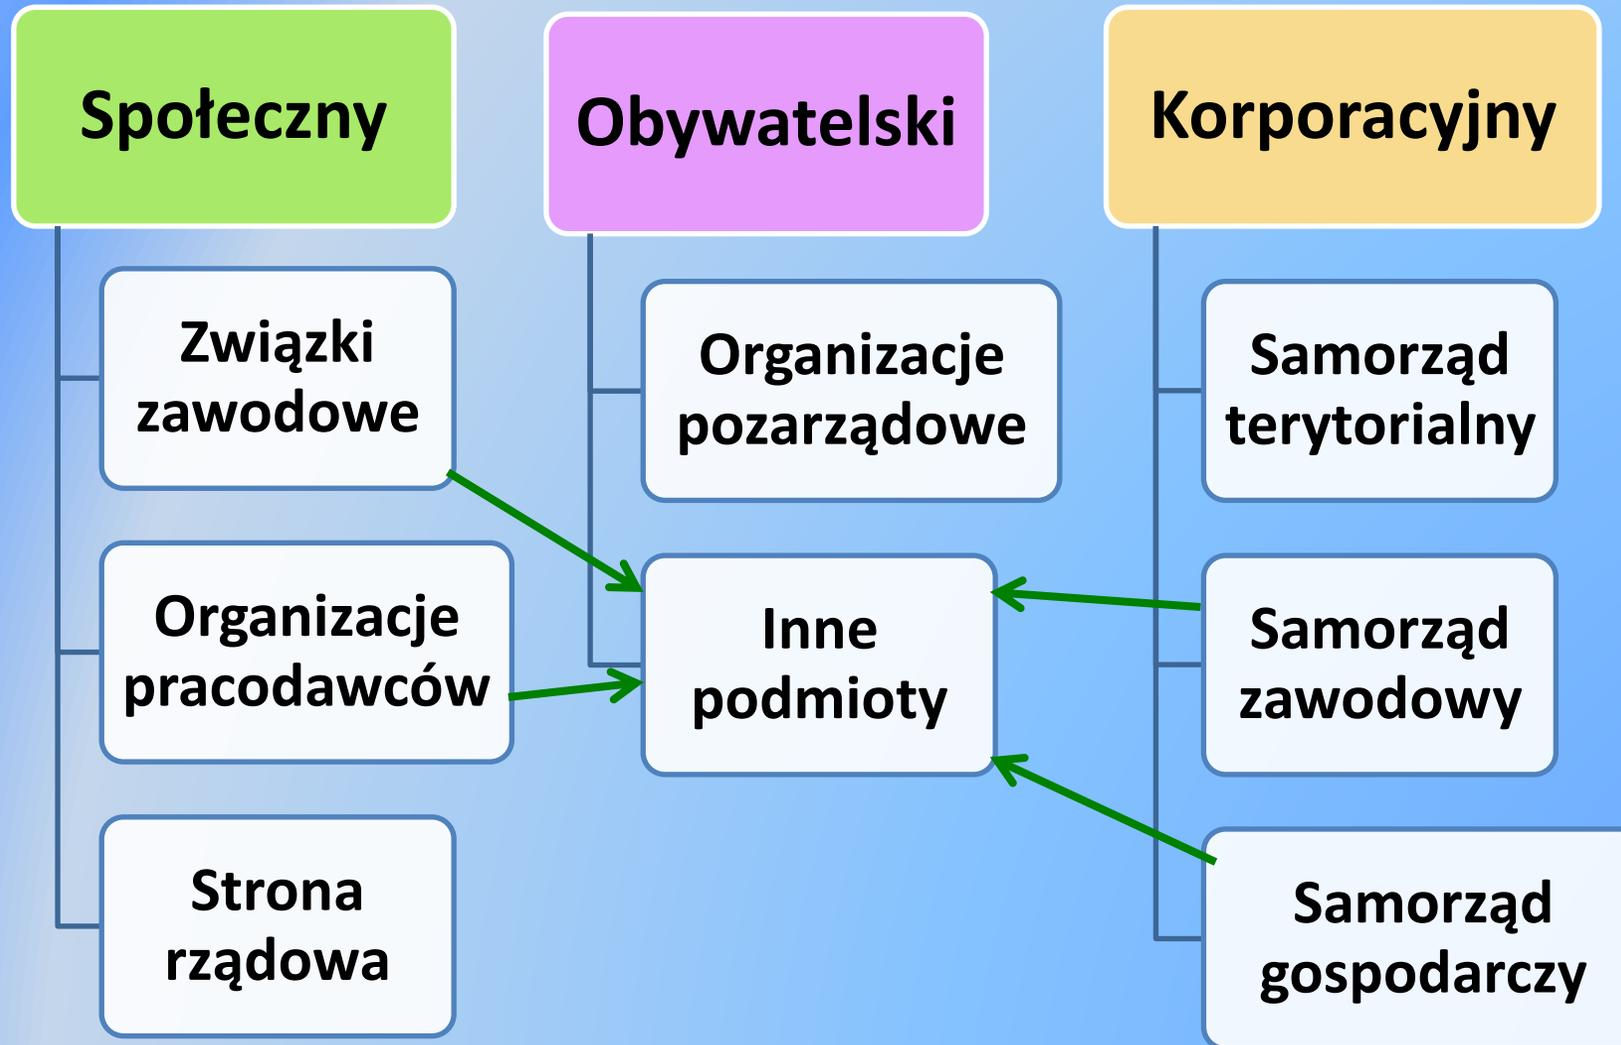 Społeczny
Związki
zawodowe
Organizacje
pracodawców
Strona
rządowa
Obywatelski
Organizacje
pozarządowe
Inne
podmioty
Korporacyjny
Samorząd
terytorialny
Samorząd
zawodowy
Samorząd
gospodarczy